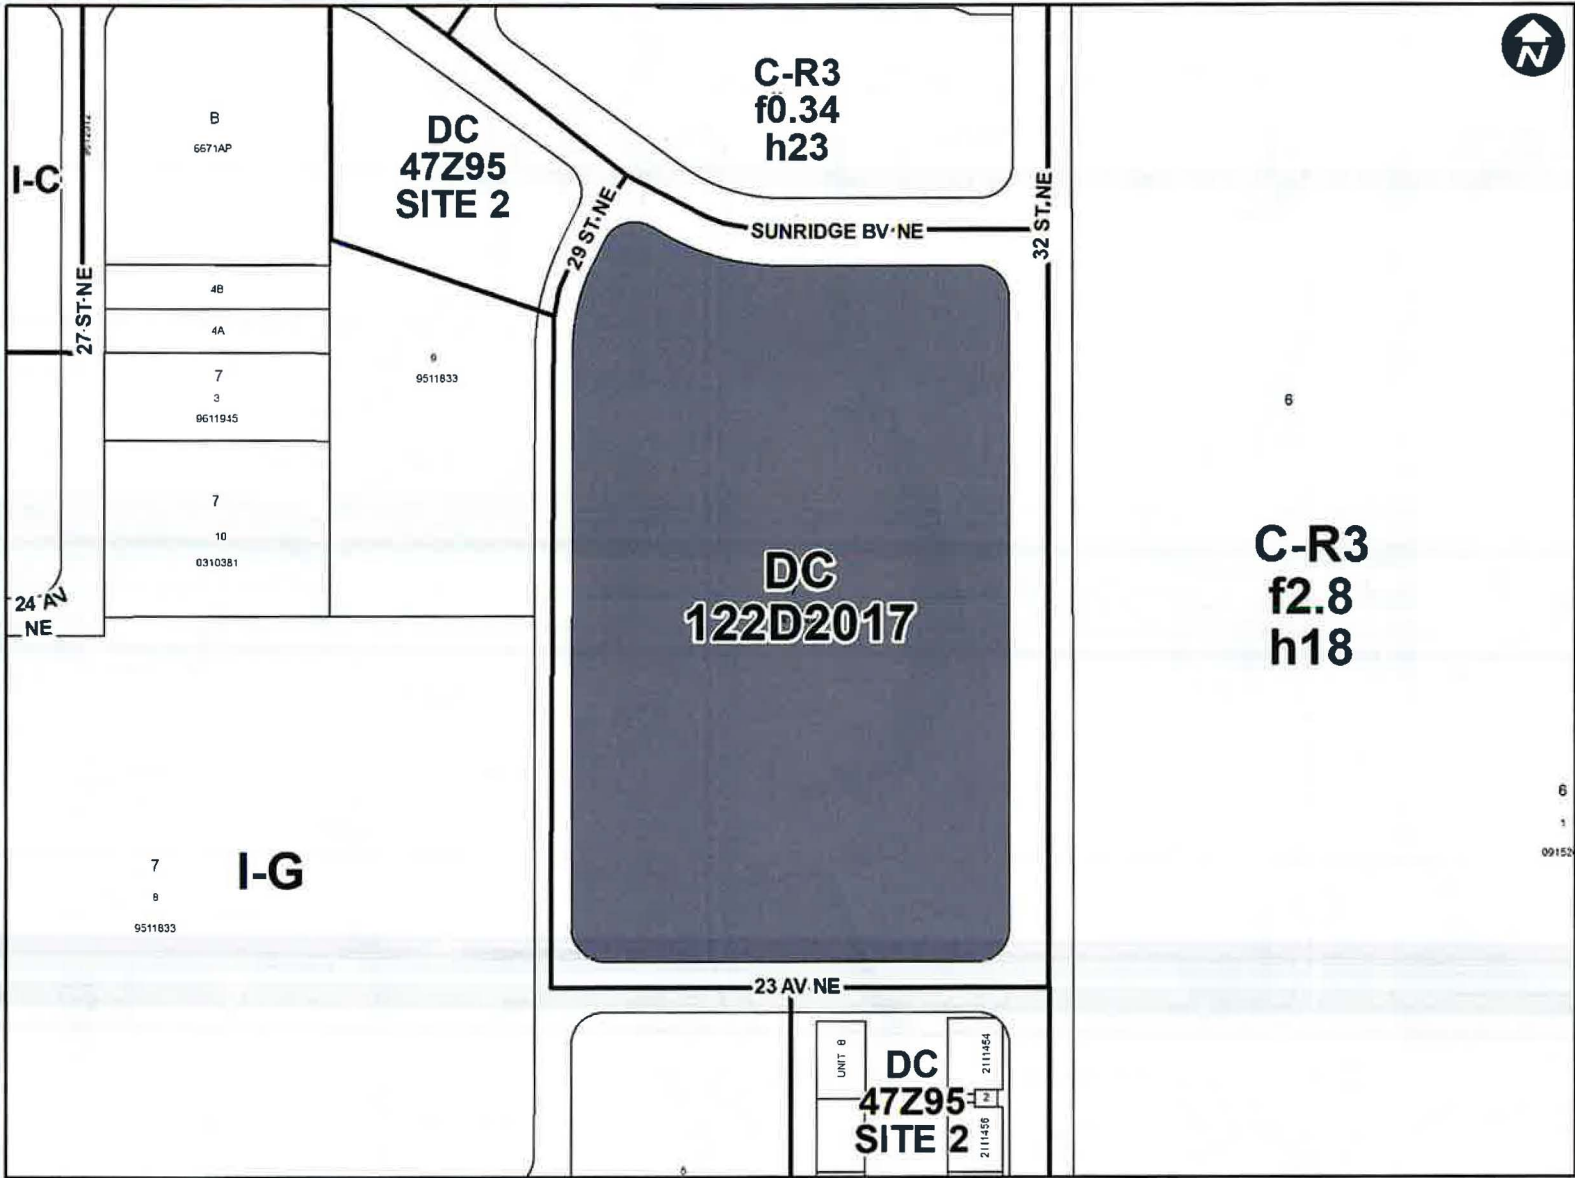 N
C-R3
f0.34
h23
B
6671AP
DC
47Z95
SITE 2
I-C
29 ST NE
SUNRIDGE BV NE
32 ST NE
27 ST NE
4B
4A
9
9511833
7
3
9611945
6
7
10
0310381
C-R3
f2.8
h18
DC
122D2017
24 AV
NE
6
1
09152
7
8
9511833
I-G
23 AV NE
UNIT 8
DC
47Z95
SITE 2
2111454
2
2111456